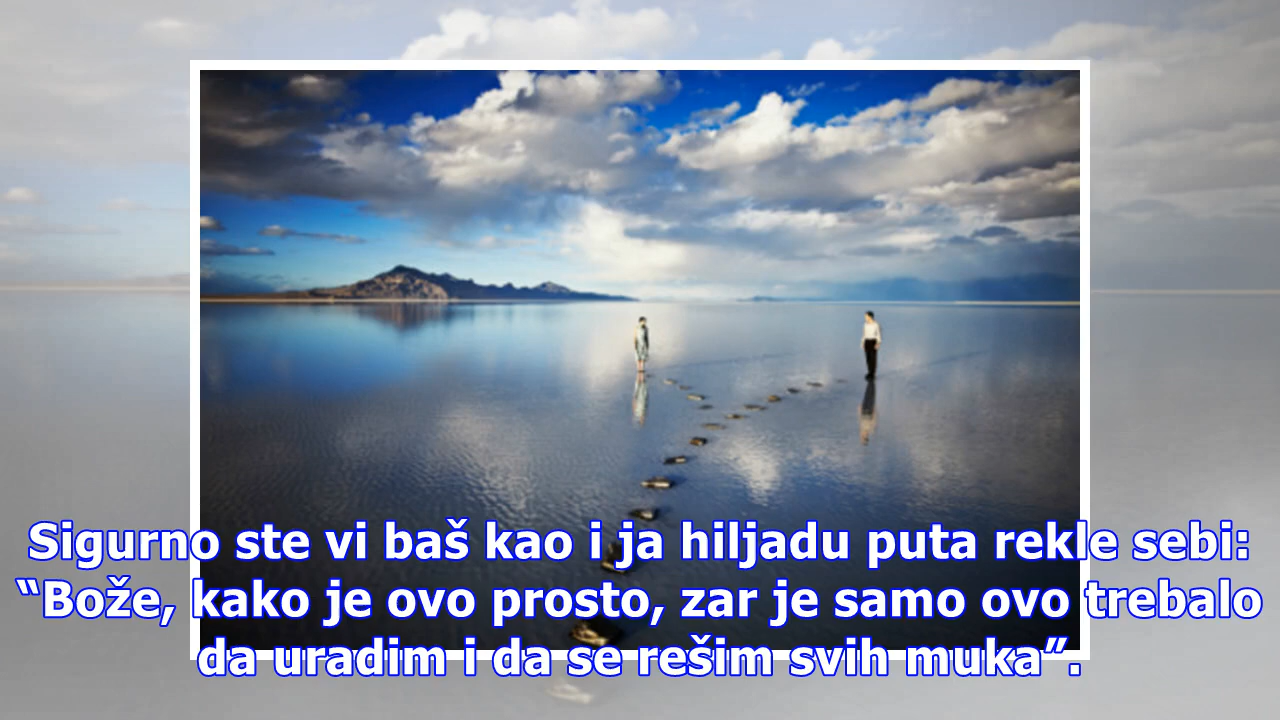 Sigurno ste vi baš kao i ja hiljadu puta rekle sebi:
“Bože, kako je ovo prosto, zar je samo ovo trebalo
da uradim i da se rešim svih muka”.